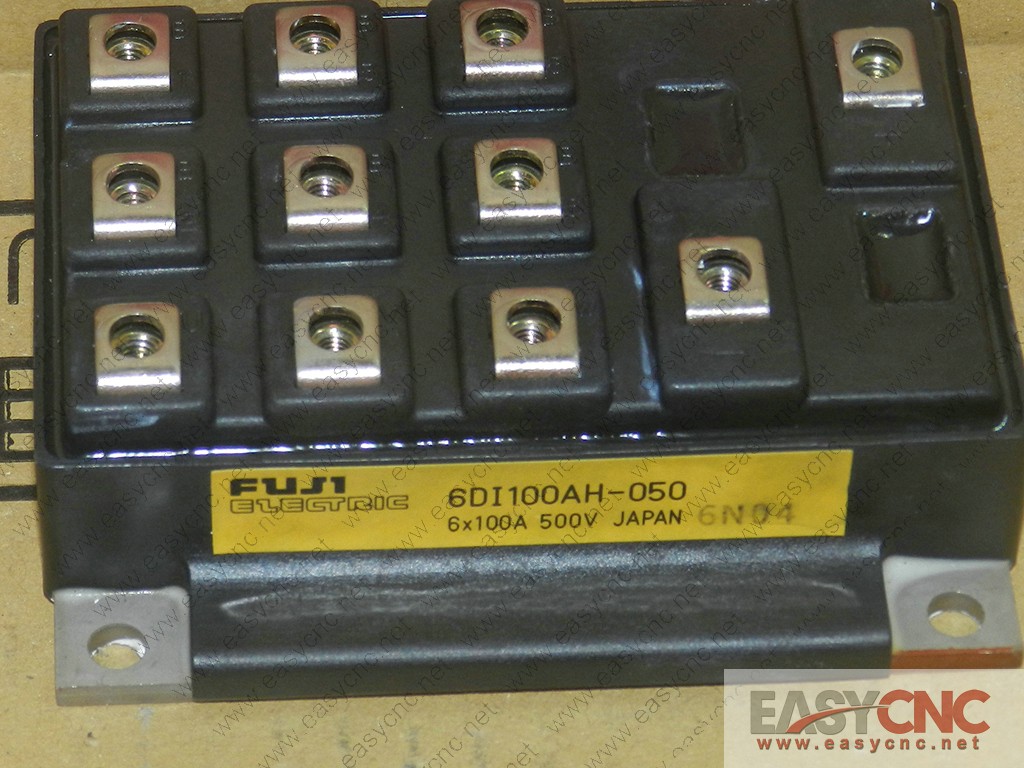 FUJI
ELECTRIC
6DI100AH-050
6x100A 500V JAPAN 6N04
EASYCNC
www.easycnc.net